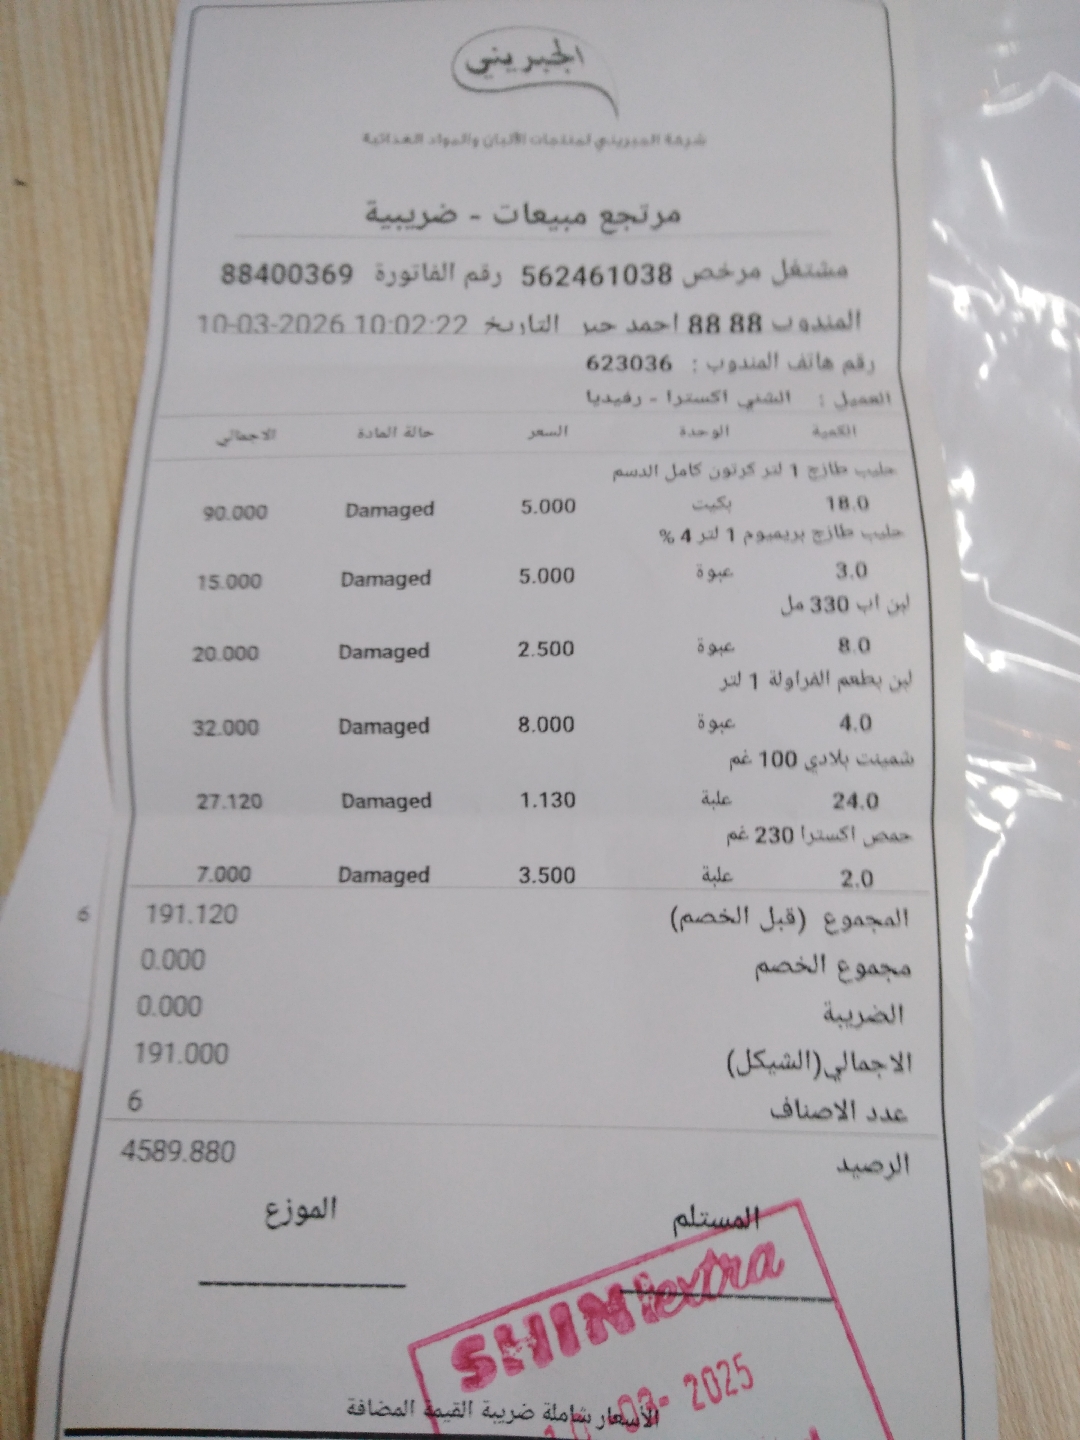 الجبريني
شركة الجبريني لمنتجات الألبان والمواد الغذائية
مرتجع مبيعات - ضريبية
مشتغل مرخص 562461038 رقم الفاتورة 88400369
المندوب 88 88 احمد جبر التاريخ 10-03-2026 10:02:22
رقم هاتف المندوب : 623036
العميل : الشني اكسترا - رفيديا
الكمية الوحدة السعر حالة المادة الاجمالي
حليب طازج 1 لتر كرتون كامل الدسم
18.0 بكيت 5.000 Damaged 90.000
حليب طازج بريميوم 1 لتر 4 %
3.0 عبوة 5.000 Damaged 15.000
لبن اب 330 مل
8.0 عبوة 2.500 Damaged 20.000
لبن بطعم الفراولة 1 لتر
4.0 عبوة 8.000 Damaged 32.000
شمينت بلادي 100 غم
24.0 علبة 1.130 Damaged 27.120
حمص اكسترا 230 غم
2.0 علبة 3.500 Damaged 7.000
المجموع (قبل الخصم) 191.120
6
مجموع الخصم 0.000
الضريبة 0.000
الاجمالي(الشيكل) 191.000
عدد الاصناف 6
الرصيد 4589.880
المستلم الموزع
SHINI extra
03- 2025
الأسعار شاملة ضريبة القيمة المضافة